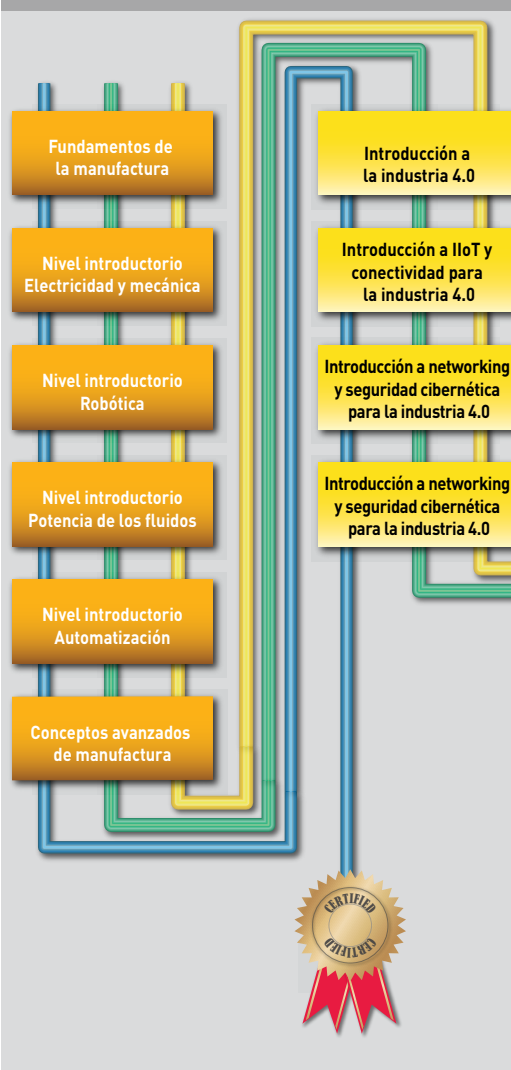 Fundamentos de
la manufactura
Nivel introductorio
Electricidad y mecánica
Nivel introductorio
Robótica
Nivel introductorio
Potencia de los fluidos
Nivel introductorio
Automatización
Conceptos avanzados
de manufactura
Introducción a
la industria 4.0
Introducción a IIoT y
conectividad para
la industria 4.0
Introducción a networking
y seguridad cibernética
para la industria 4.0
Introducción a networking
y seguridad cibernética
para la industria 4.0
CERTIFIED
CERTIFIED